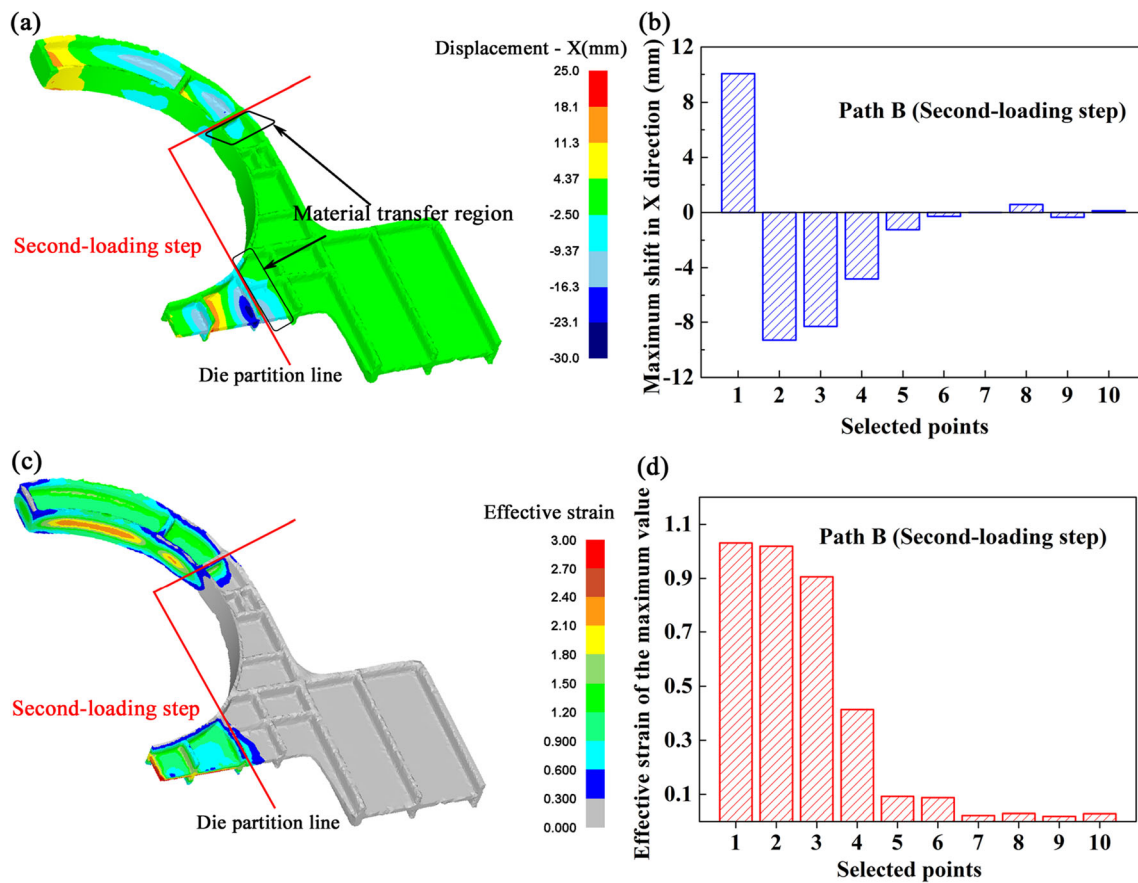 (a)
Displacement - X(mm)
25.0
18.1
11.3
4.37
-2.50
-9.37
-16.3
-23.1
-30.0
Material transfer region
Second-loading step
Die partition line
(b)
Maximum shift in X direction (mm)
12
8
4
0
-4
-8
-12
Path B (Second-loading step)
1 2 3 4 5 6 7 8 9 10
Selected points
(c)
Effective strain
3.00
2.70
2.40
2.10
1.80
1.50
1.20
0.900
0.600
0.300
0.000
Second-loading step
Die partition line
(d)
Effective strain of the maximum value
1.1
0.9
0.7
0.5
0.3
0.1
Path B (Second-loading step)
1 2 3 4 5 6 7 8 9 10
Selected points